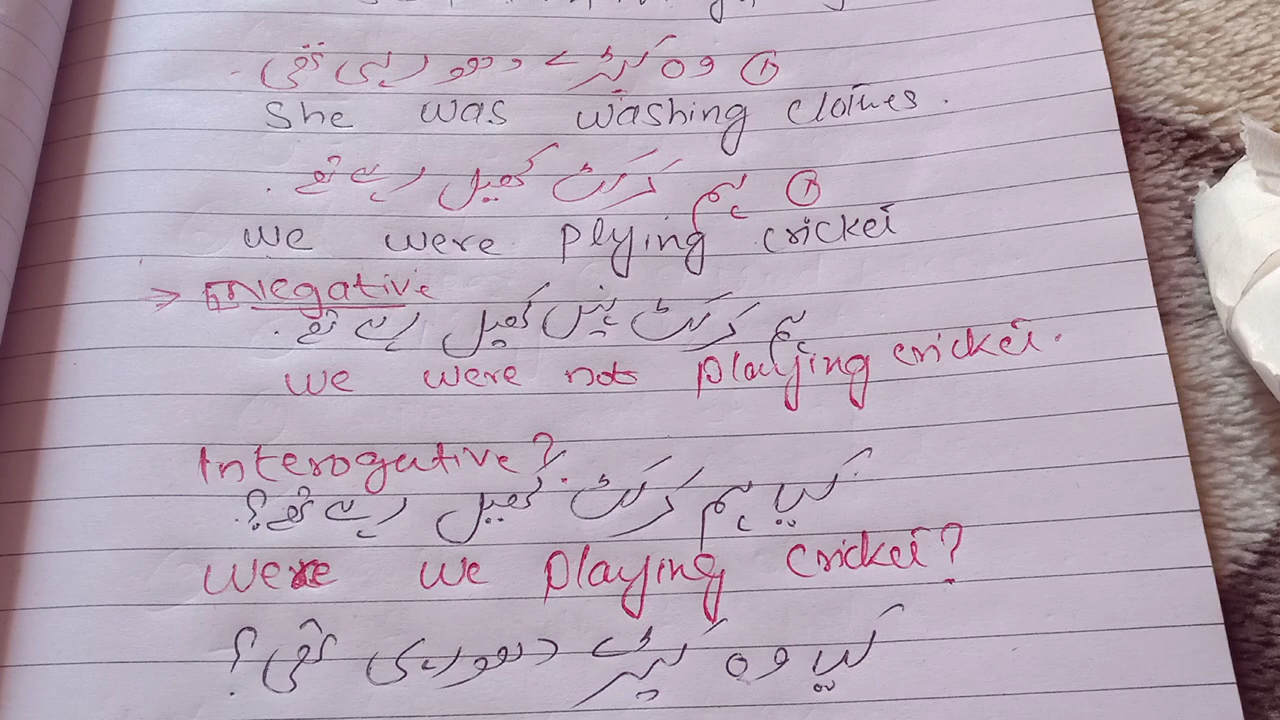 ① وہ کپڑے دھو رہی تھی ۔
She was washing clothes.
② ہم کرکٹ کھیل رہے تھے ۔
we were plying cricket
⇒ Negative
ہم کرکٹ نہیں کھیل رہے تھے ۔
we were not playing cricket.
Interogative?
کیا ہم کرکٹ کھیل رہے تھے؟
were we playing cricket?
کیا وہ کپڑے دھو رہی تھی؟